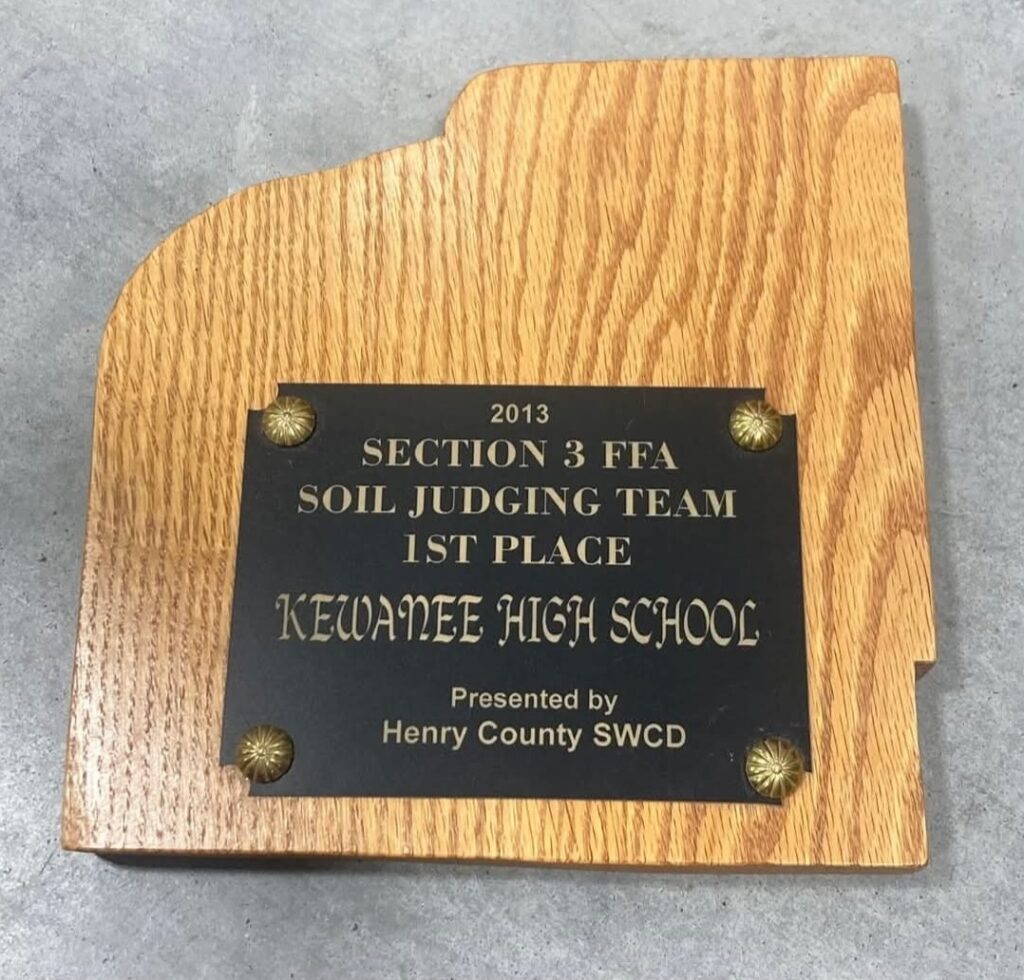 2013
SECTION 3 FFA
SOIL JUDGING TEAM
1ST PLACE
KEWANEE HIGH SCHOOL
Presented by
Henry County SWCD